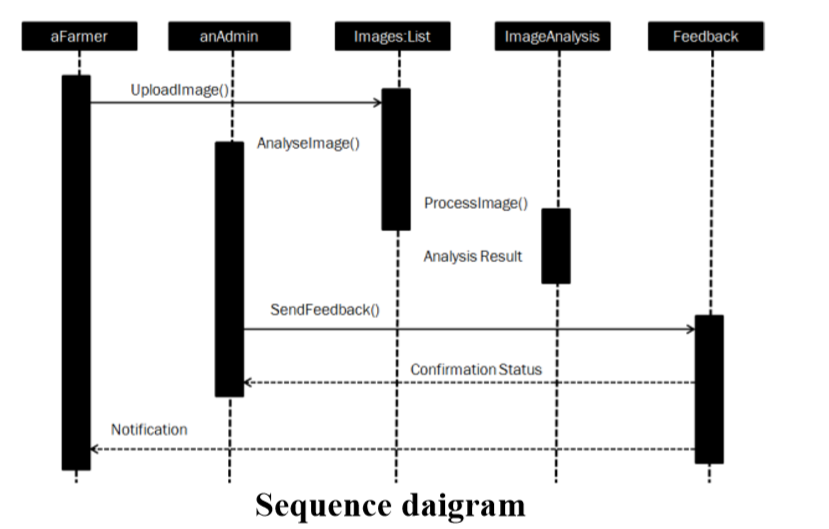 aFarmer
anAdmin
Images:List
ImageAnalysis
Feedback
UploadImage()
AnalyseImage()
ProcessImage()
Analysis Result
SendFeedback()
Confirmation Status
Notification
Sequence daigram